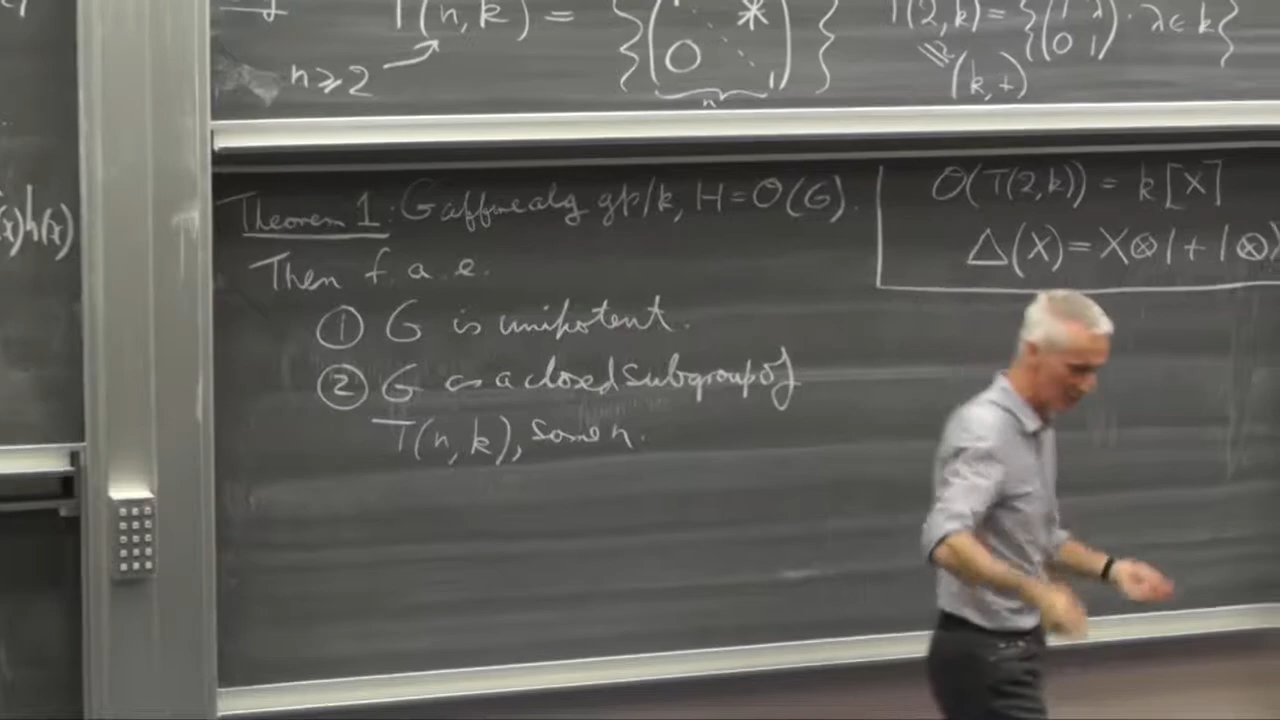 T(n,k) = {( * 0 1 )}
n
n⩾2
T(2,k) = {(1 λ 0 1) · λ ∈ k}
(k,+)
(x)h(x)
Theorem 1: G affine alg gp/k, H = O(G).
Then f. a. e.
① G is unipotent.
② G is a closed subgroup of
T(n,k), some n.
O(T(2,k)) = k[X]
Δ(X) = X⊗1 + 1⊗